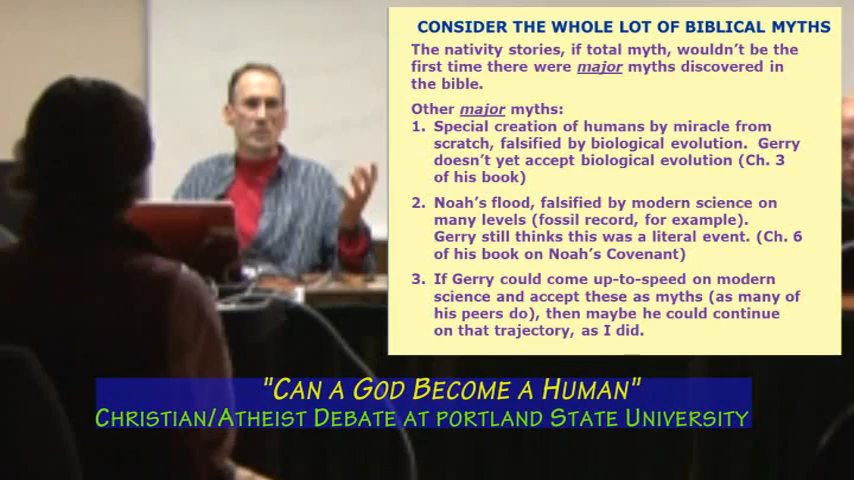 CONSIDER THE WHOLE LOT OF BIBLICAL MYTHS
The nativity stories, if total myth, wouldn't be the
first time there were major myths discovered in
the bible.
Other major myths:
1. Special creation of humans by miracle from
scratch, falsified by biological evolution. Gerry
doesn't yet accept biological evolution (Ch. 3
of his book)
2. Noah's flood, falsified by modern science on
many levels (fossil record, for example).
Gerry still thinks this was a literal event. (Ch. 6
of his book on Noah's Covenant)
3. If Gerry could come up-to-speed on modern
science and accept these as myths (as many of
his peers do), then maybe he could continue
on that trajectory, as I did.
"CAN A GOD BECOME A HUMAN"
CHRISTIAN/ATHEIST DEBATE AT PORTLAND STATE UNIVERSITY